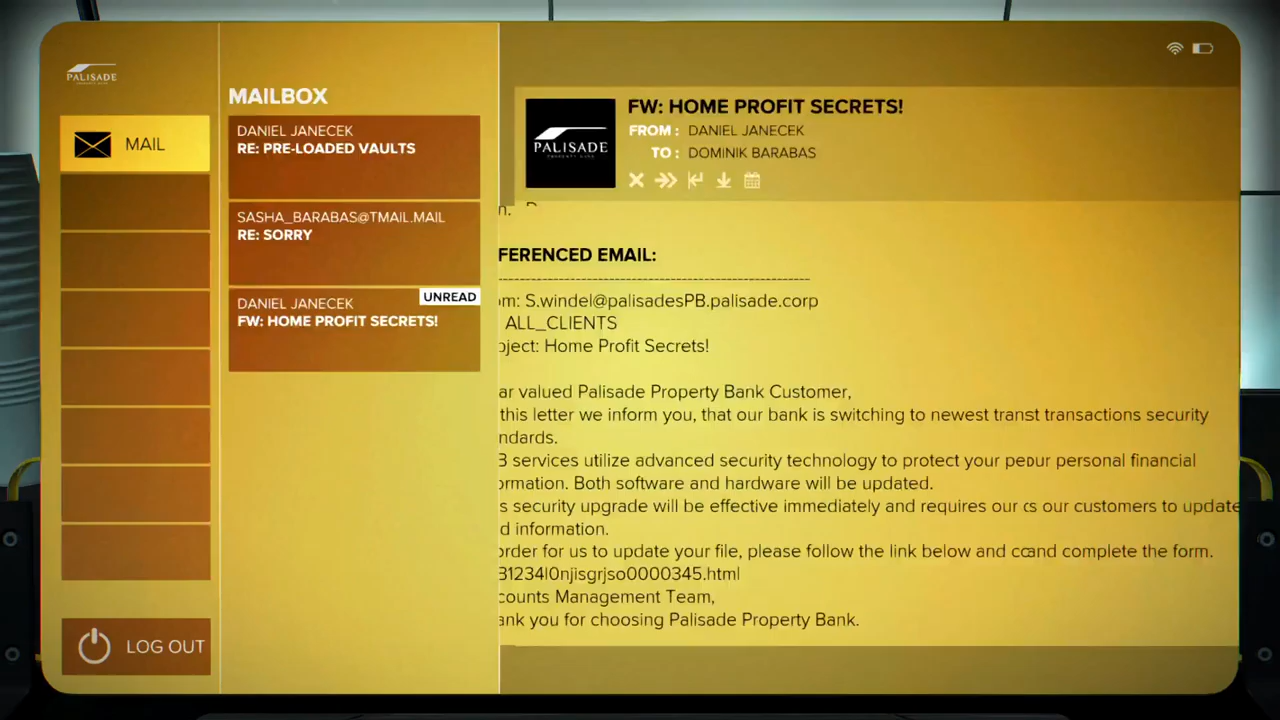 PALISADE
MAIL
LOG OUT
MAILBOX
DANIEL JANECEK
RE: PRE-LOADED VAULTS
SASHA_BARABAS@TMAIL.MAIL
RE: SORRY
UNREAD
DANIEL JANECEK
FW: HOME PROFIT SECRETS!
PALISADE
FW: HOME PROFIT SECRETS!
FROM: DANIEL JANECEK
TO: DOMINIK BARABAS
FERENCED EMAIL:
om: S.windel@palisadesPB.palisade.corp
ALL_CLIENTS
bject: Home Profit Secrets!
ar valued Palisade Property Bank Customer,
this letter we inform you, that our bank is switching to newest transt transactions security
ndards.
B services utilize advanced security technology to protect your peour personal financial
ormation. Both software and hardware will be updated.
s security upgrade will be effective immediately and requires our cs our customers to update
d information.
order for us to update your file, please follow the link below and coand complete the form.
31234l0njisgrjso0000345.html
counts Management Team,
ank you for choosing Palisade Property Bank.